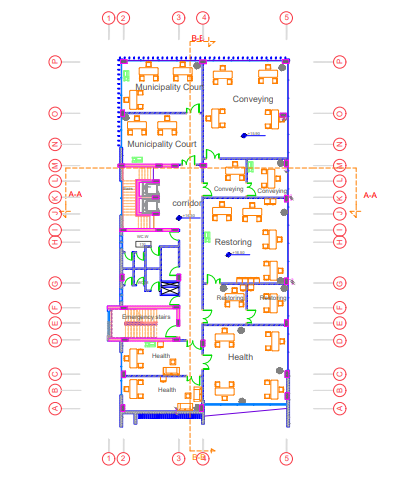 1 2 3 4 5
B-B
P P
Municipality Cour
Conveying
O O
N N
Municipality Court
M M
L L
A-A A-A
Conveying Conveying
K K
corridor
J J
I I
H H
Restoring
G G
Restoring Restoring
F F
Emergency stairs
E E
D D
Health
Health
C C
B B
Health
A A
1 2 3 4 5
B-B